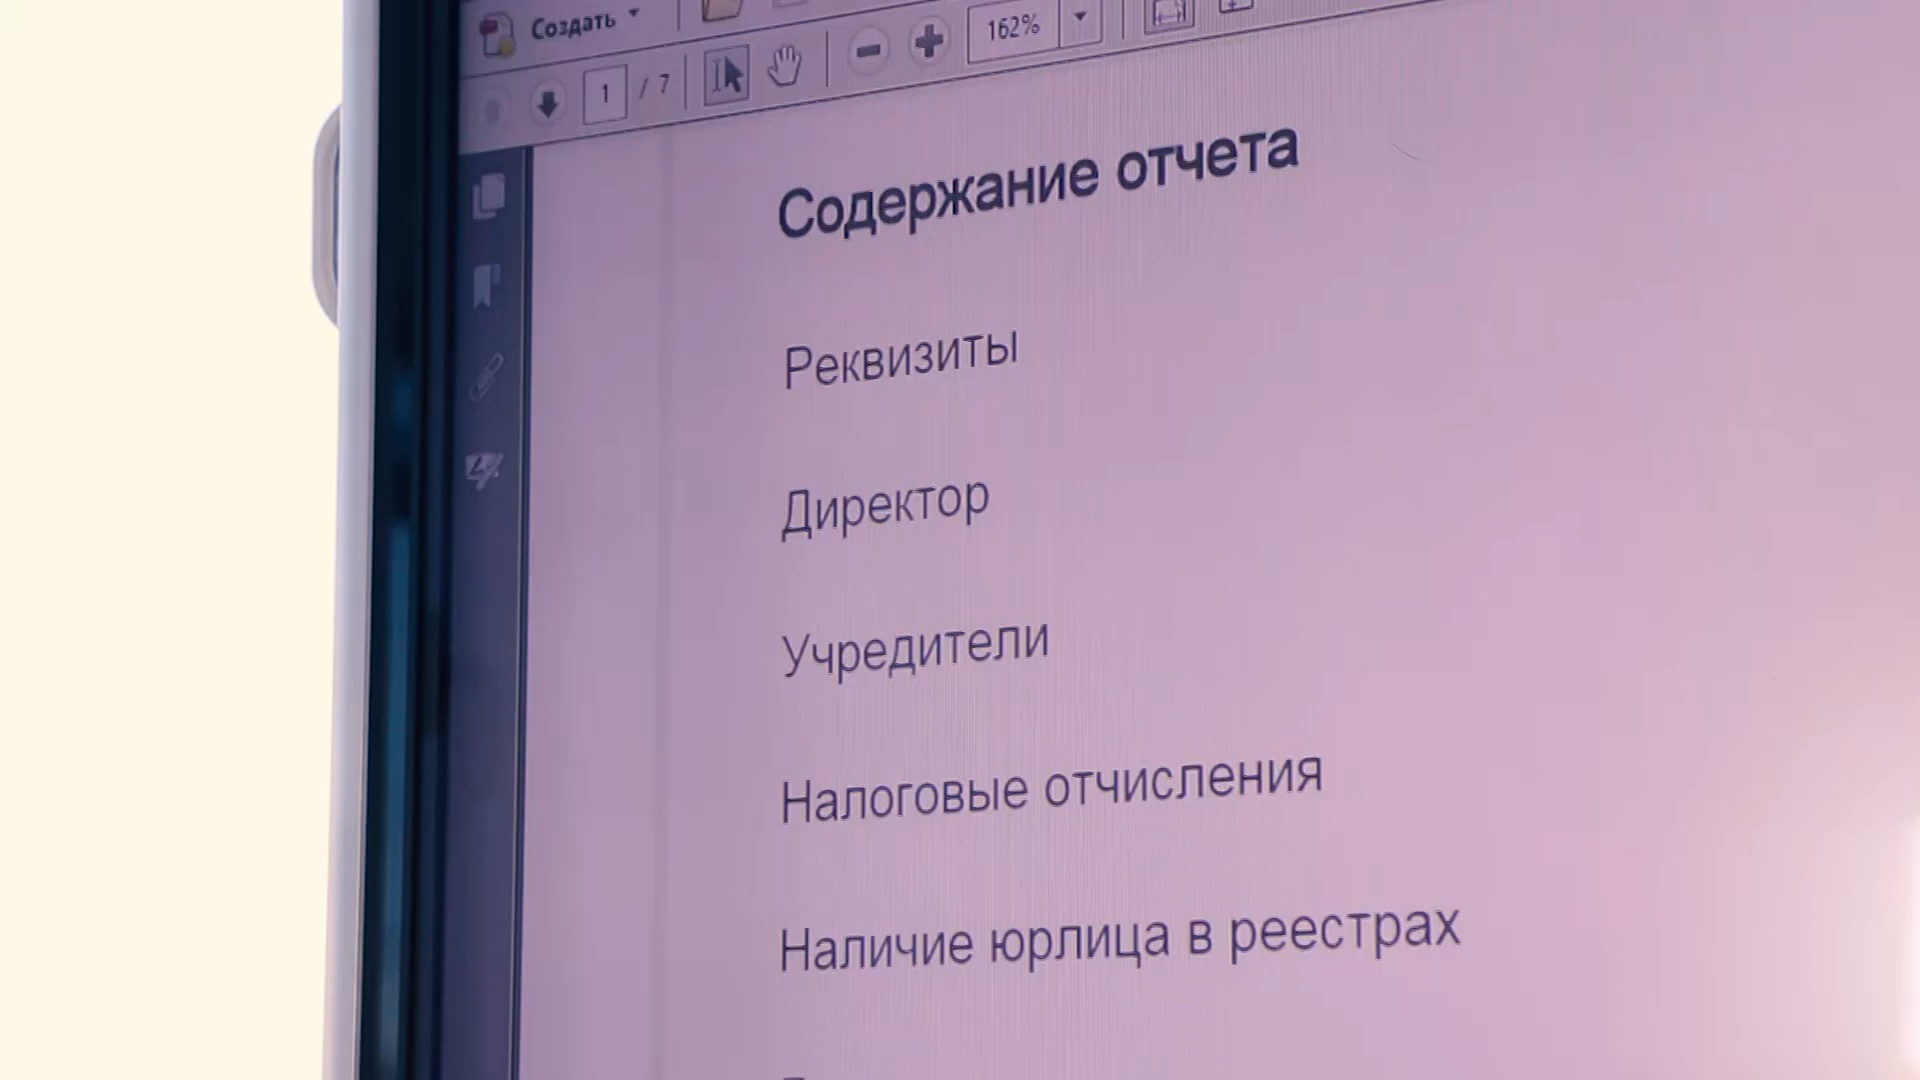 Создать
1 / 7
162%
Содержание отчета
Реквизиты
Директор
Учредители
Налоговые отчисления
Наличие юрлица в реестрах